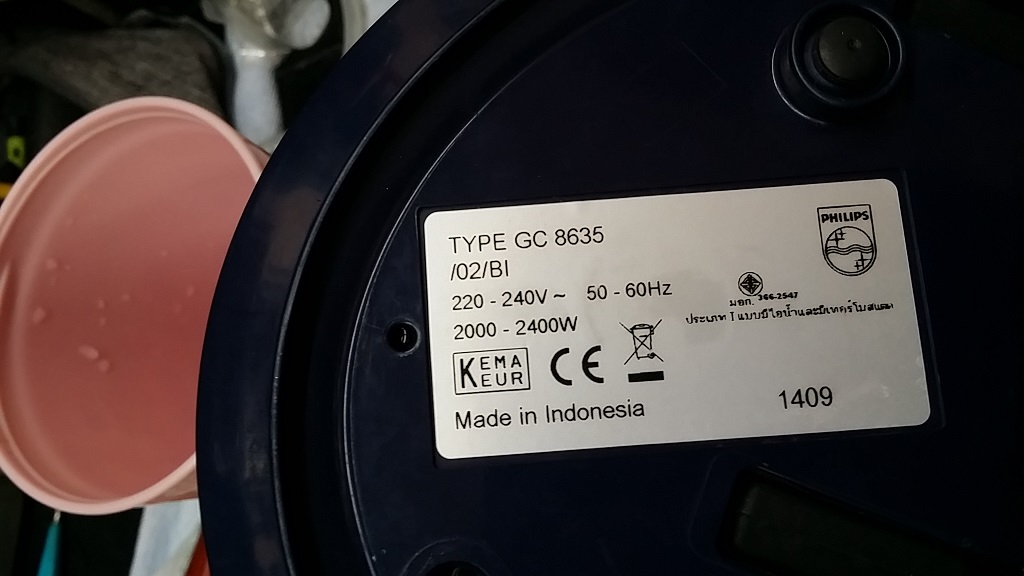 TYPE GC 8635
/02/BI
220 - 240V ~ 50 - 60Hz
2000 - 2400W
KEMA
KEUR
Made in Indonesia
PHILIPS
มอก. 366-2547
ประเภท I แบบมีไอน้ำและมีเทอร์โมสแตต
1409